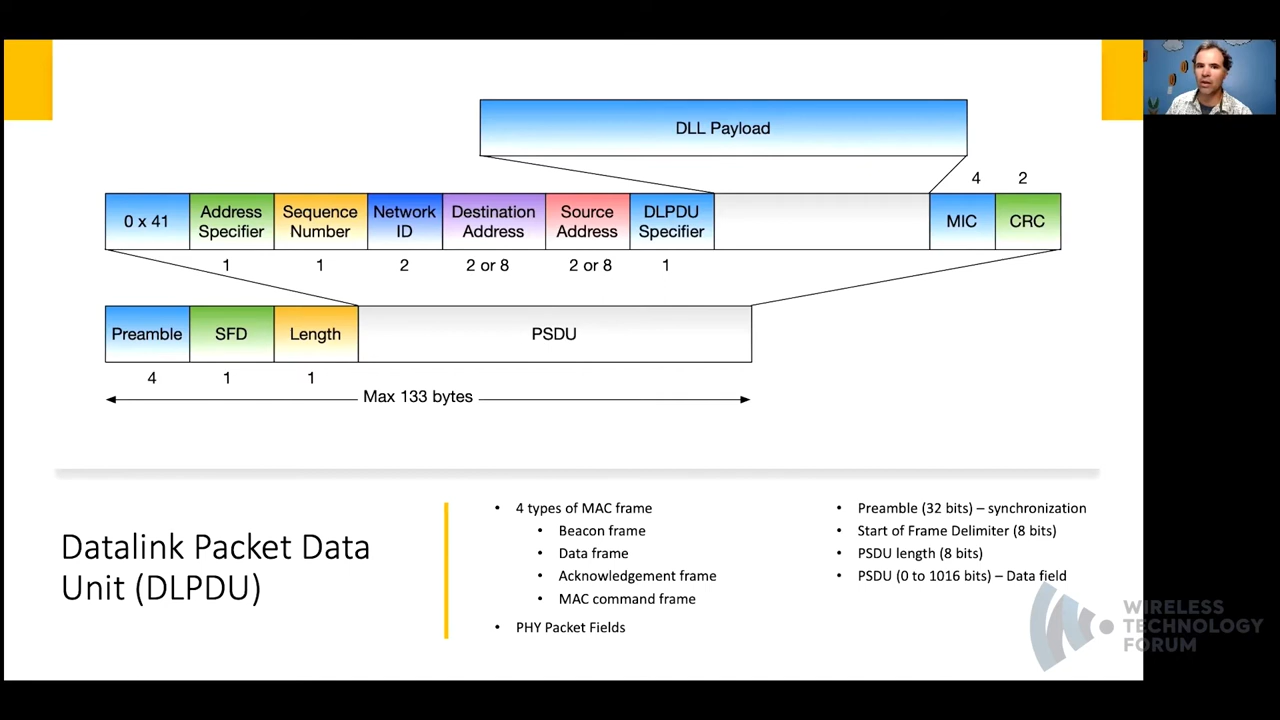 DLL Payload
4 2
0 x 41
Address
Specifier
Sequence
Number
Network
ID
Destination
Address
Source
Address
DLPDU
Specifier
MIC
CRC
1 1 2 2 or 8 2 or 8 1
Preamble SFD Length PSDU
4 1 1
Max 133 bytes
Datalink Packet Data
Unit (DLPDU)
• 4 types of MAC frame
• Beacon frame
• Data frame
• Acknowledgement frame
• MAC command frame
• PHY Packet Fields
• Preamble (32 bits) – synchronization
• Start of Frame Delimiter (8 bits)
• PSDU length (8 bits)
• PSDU (0 to 1016 bits) – Data field
WIRELESS
TECHNOLOGY
FORUM